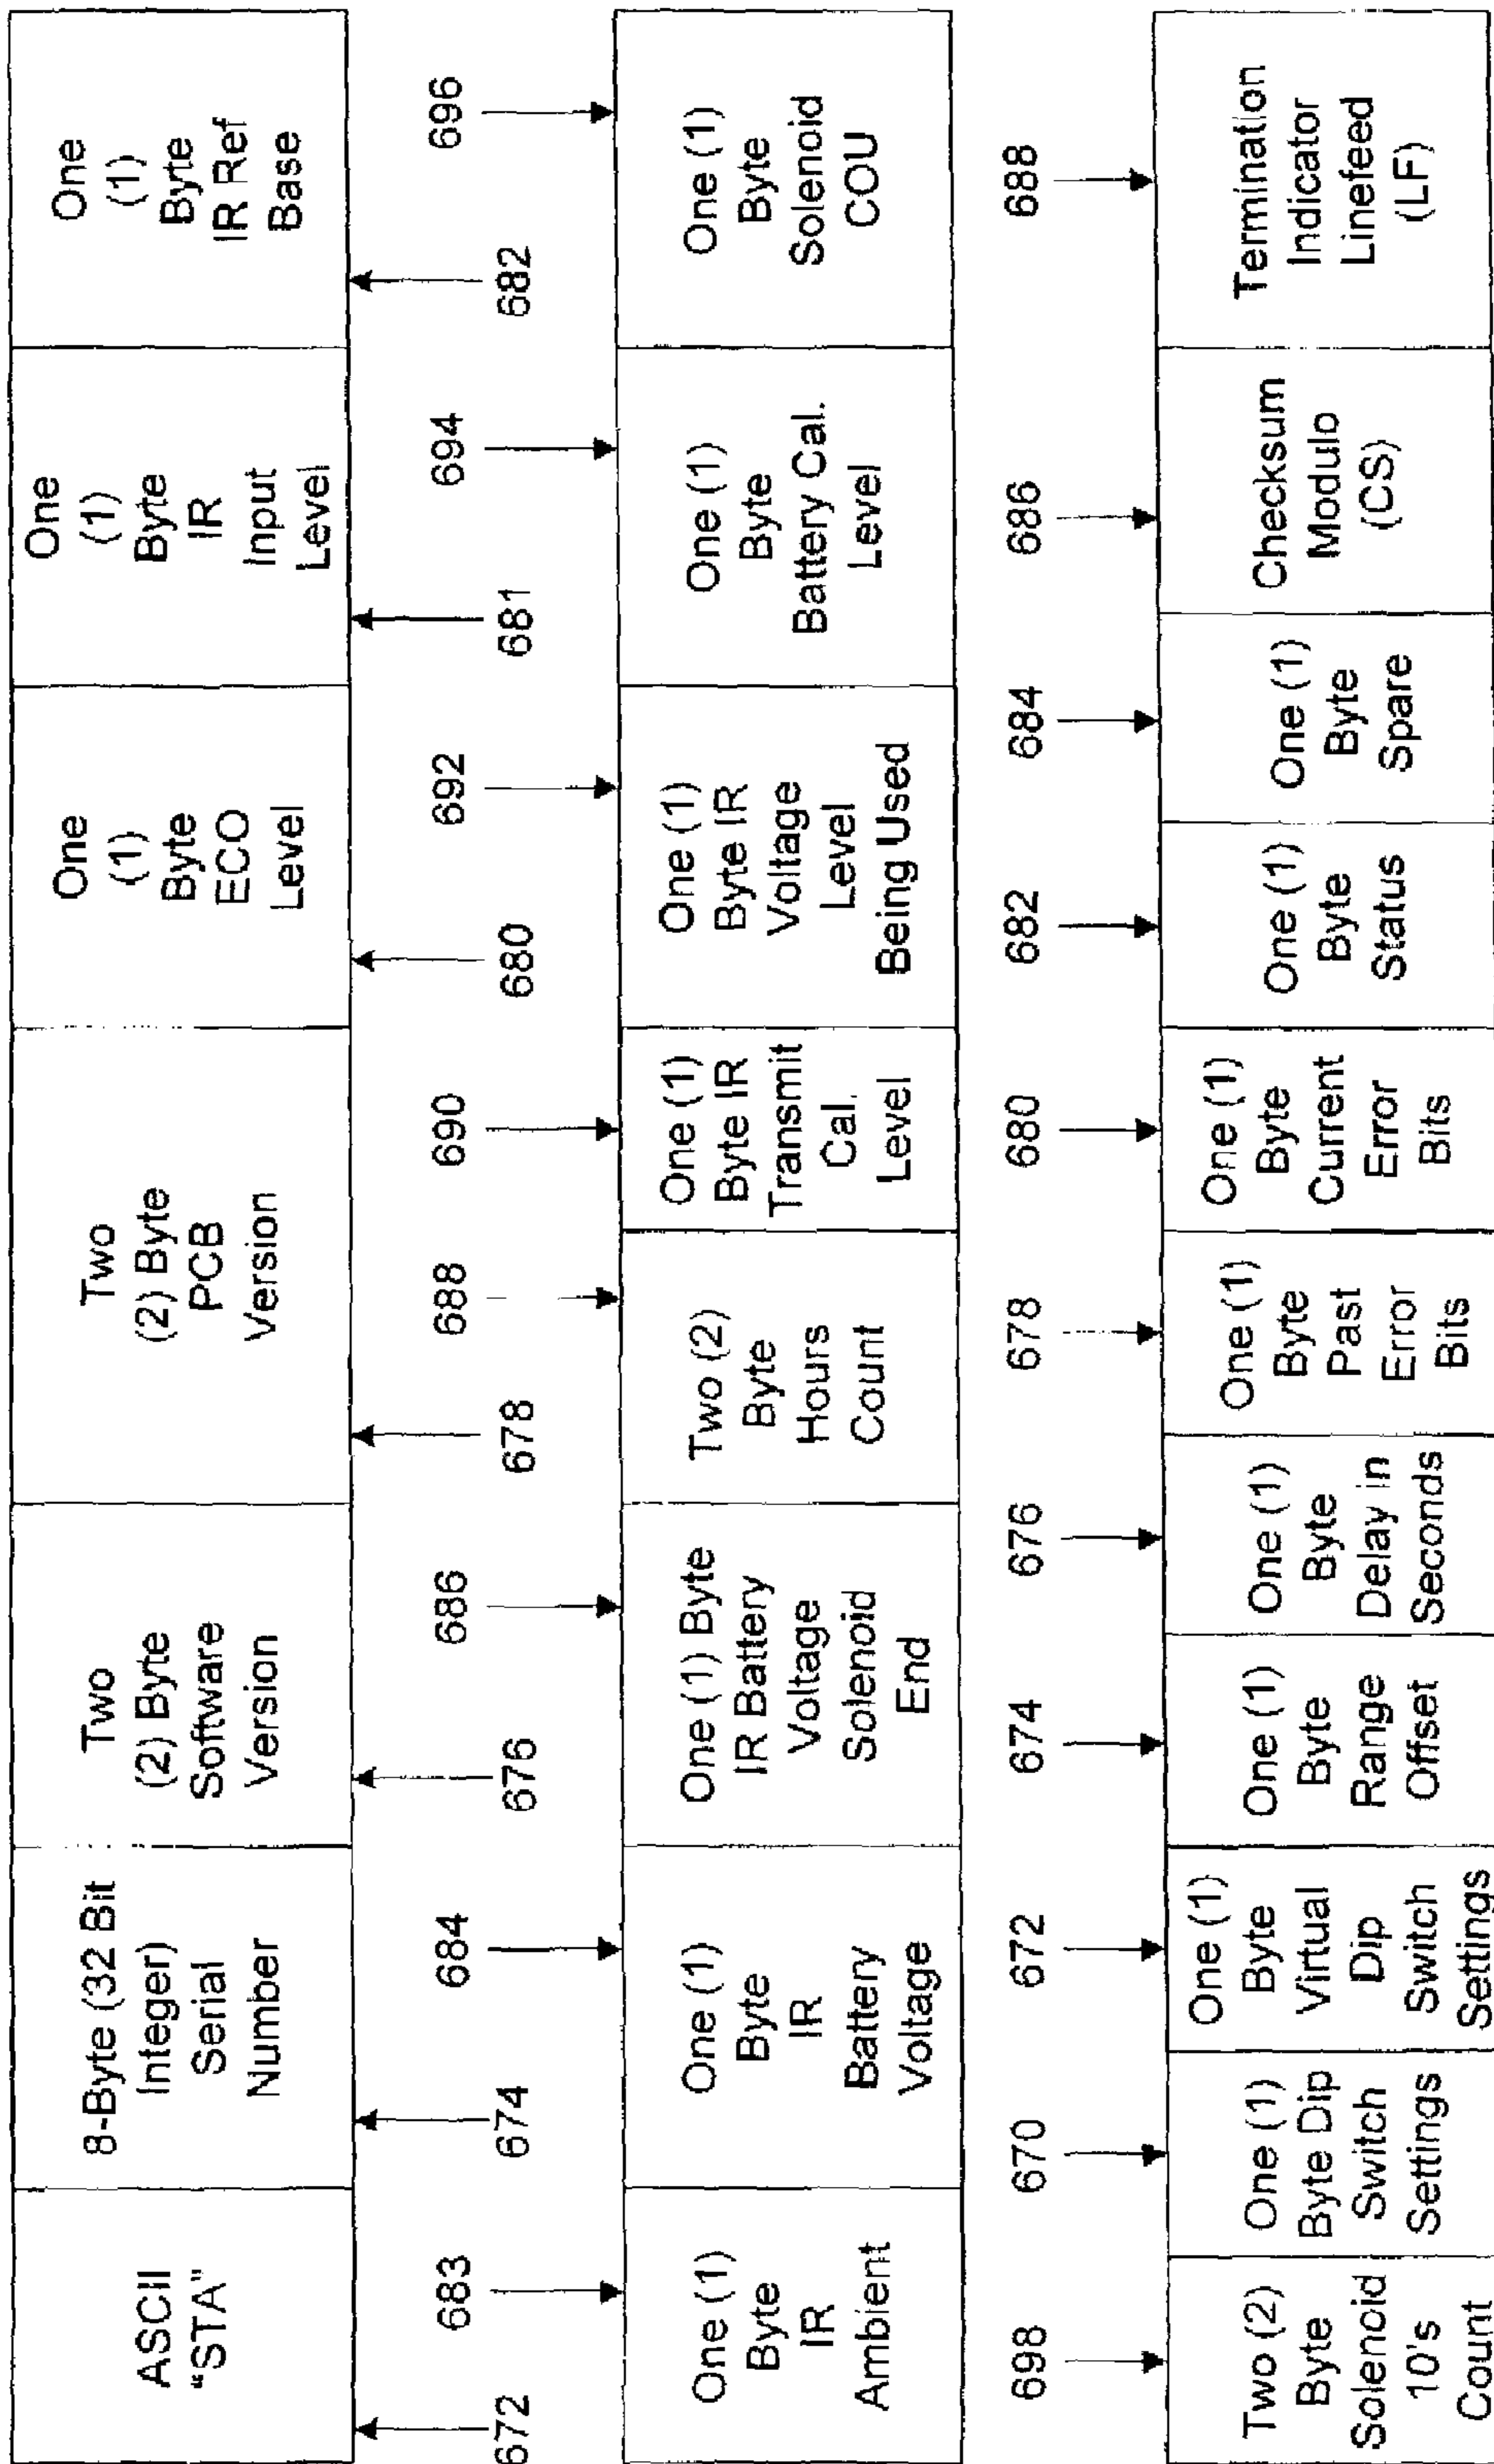 ASCII
“STA”
8-Byte (32 Bit
Integer)
Serial
Number
Two
(2) Byte
Software
Version
Two
(2) Byte
PCB
Version
One
(1)
Byte
ECO
Level
One
(1)
Byte
IR
Input
Level
One
(1)
Byte
IR Ref
Base
672
674
676
678
680
681
682
683
684
686
688
690
692
694
696
One (1)
Byte
IR
Ambient
One (1)
Byte
IR
Battery
Voltage
One (1) Byte
IR Battery
Voltage
Solenoid
End
Two (2)
Byte
Hours
Count
One (1)
Byte IR
Transmit
Cal.
Level
One (1)
Byte IR
Voltage
Level
Being Used
One (1)
Byte
Battery Cal.
Level
One (1)
Byte
Solenoid
COU
698
670
672
674
676
678
680
682
684
686
688
Two (2)
Byte
Solenoid
10's
Count
One (1)
Byte Dip
Switch
Settings
One (1)
Byte
Virtual
Dip
Switch
Settings
One (1)
Byte
Range
Offset
One (1)
Byte
Delay in
Seconds
One (1)
Byte
Past
Error
Bits
One (1)
Byte
Current
Error
Bits
One (1)
Byte
Status
One (1)
Byte
Spare
Checksum
Modulo
(CS)
Termination
Indicator
Linefeed
(LF)